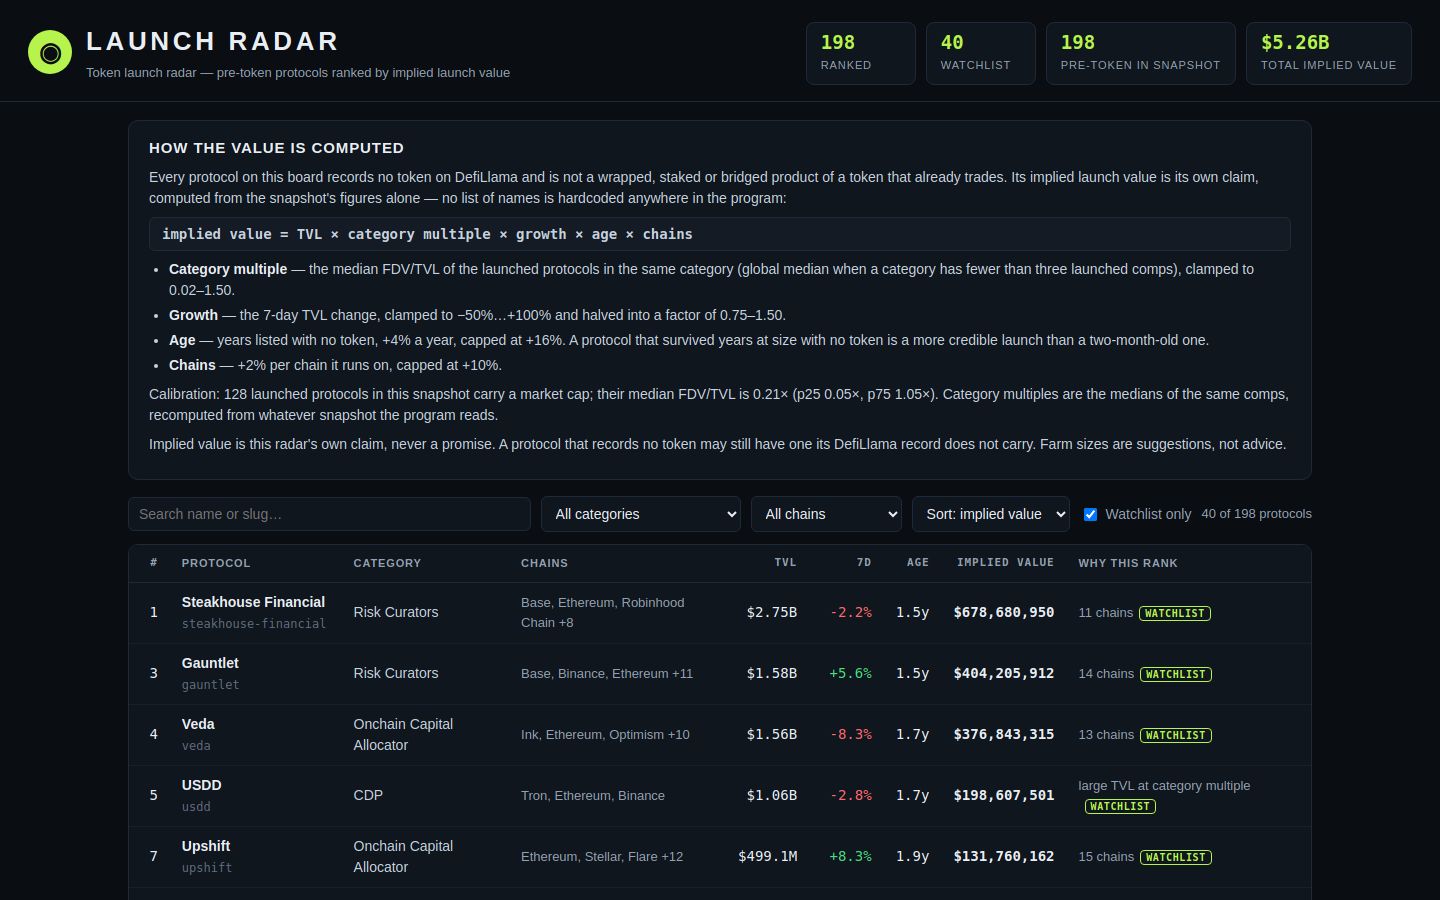 LAUNCH RADAR
Token launch radar — pre-token protocols ranked by implied launch value
198
RANKED
40
WATCHLIST
198
PRE-TOKEN IN SNAPSHOT
$5.26B
TOTAL IMPLIED VALUE
HOW THE VALUE IS COMPUTED
Every protocol on this board records no token on DefiLlama and is not a wrapped, staked or bridged product of a token that already trades. Its implied launch value is its own claim,
computed from the snapshot's figures alone — no list of names is hardcoded anywhere in the program:
implied value = TVL × category multiple × growth × age × chains
• Category multiple — the median FDV/TVL of the launched protocols in the same category (global median when a category has fewer than three launched comps), clamped to
0.02–1.50.
• Growth — the 7-day TVL change, clamped to −50%…+100% and halved into a factor of 0.75–1.50.
• Age — years listed with no token, +4% a year, capped at +16%. A protocol that survived years at size with no token is a more credible launch than a two-month-old one.
• Chains — +2% per chain it runs on, capped at +10%.
Calibration: 128 launched protocols in this snapshot carry a market cap; their median FDV/TVL is 0.21× (p25 0.05×, p75 1.05×). Category multiples are the medians of the same comps,
recomputed from whatever snapshot the program reads.
Implied value is this radar's own claim, never a promise. A protocol that records no token may still have one its DefiLlama record does not carry. Farm sizes are suggestions, not advice.
Search name or slug… All categories All chains Sort: implied value Watchlist only 40 of 198 protocols
# PROTOCOL CATEGORY CHAINS TVL 7D AGE IMPLIED VALUE WHY THIS RANK
1 Steakhouse Financial Risk Curators Base, Ethereum, Robinhood $2.75B -2.2% 1.5y $678,680,950 11 chains WATCHLIST
steakhouse-financial Chain +8
3 Gauntlet Risk Curators Base, Binance, Ethereum +11 $1.58B +5.6% 1.5y $404,205,912 14 chains WATCHLIST
gauntlet
4 Veda Onchain Capital Ink, Ethereum, Optimism +10 $1.56B -8.3% 1.7y $376,843,315 13 chains WATCHLIST
veda Allocator
5 USDD CDP Tron, Ethereum, Binance $1.06B -2.8% 1.7y $198,607,501 large TVL at category multiple
usdd WATCHLIST
7 Upshift Onchain Capital Ethereum, Stellar, Flare +12 $499.1M +8.3% 1.9y $131,760,162 15 chains WATCHLIST
upshift Allocator